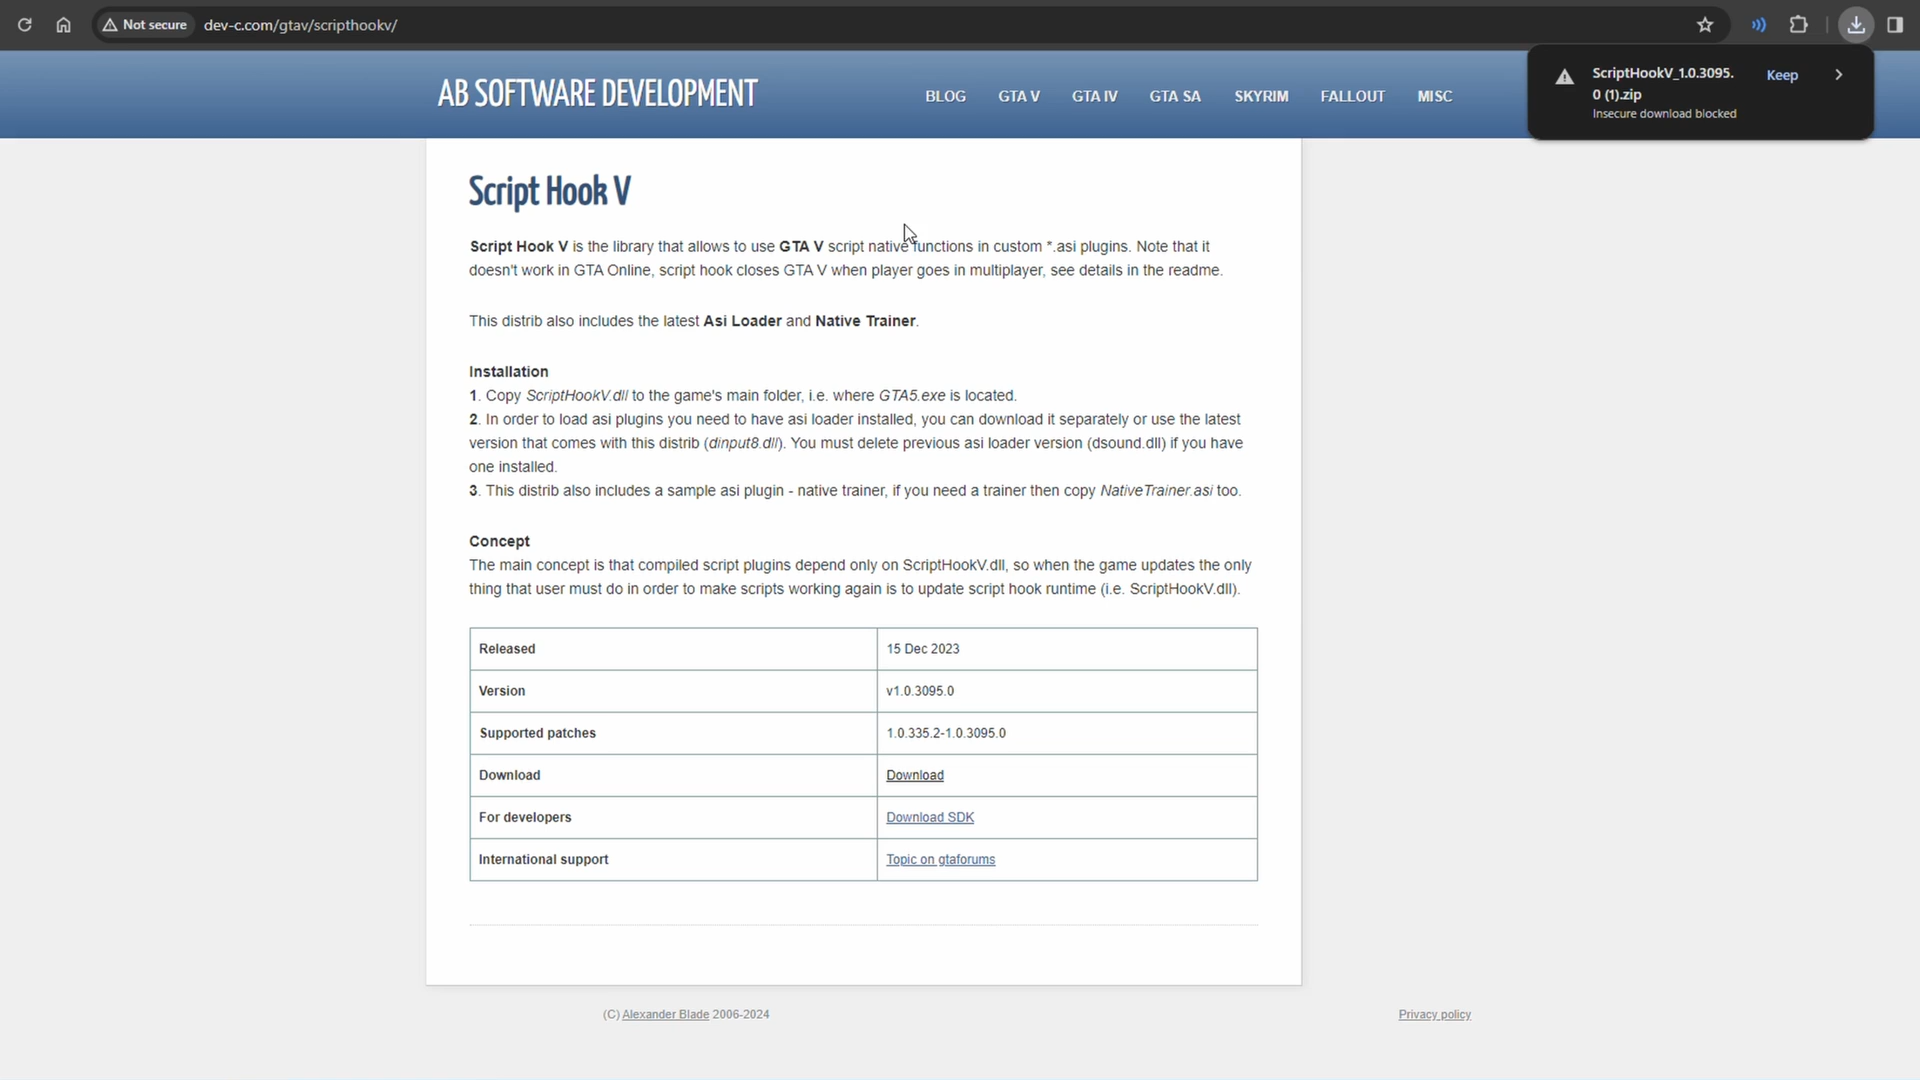 Not secure dev-c.com/gtav/scripthookv/
AB SOFTWARE DEVELOPMENT
BLOG GTA V GTA IV GTA SA SKYRIM FALLOUT MISC
ScriptHookV_1.0.3095.
0 (1).zip
Insecure download blocked
Keep
Script Hook V
Script Hook V is the library that allows to use GTA V script native functions in custom *.asi plugins. Note that it
doesn't work in GTA Online, script hook closes GTA V when player goes in multiplayer, see details in the readme.
This distrib also includes the latest Asi Loader and Native Trainer.
Installation
1. Copy ScriptHookV.dll to the game's main folder, i.e. where GTA5.exe is located.
2. In order to load asi plugins you need to have asi loader installed, you can download it separately or use the latest
version that comes with this distrib (dinput8.dll). You must delete previous asi loader version (dsound.dll) if you have
one installed.
3. This distrib also includes a sample asi plugin - native trainer, if you need a trainer then copy NativeTrainer.asi too.
Concept
The main concept is that compiled script plugins depend only on ScriptHookV.dll, so when the game updates the only
thing that user must do in order to make scripts working again is to update script hook runtime (i.e. ScriptHookV.dll).
Released 15 Dec 2023
Version v1.0.3095.0
Supported patches 1.0.335.2-1.0.3095.0
Download Download
For developers Download SDK
International support Topic on gtaforums
(C) Alexander Blade 2006-2024 Privacy policy